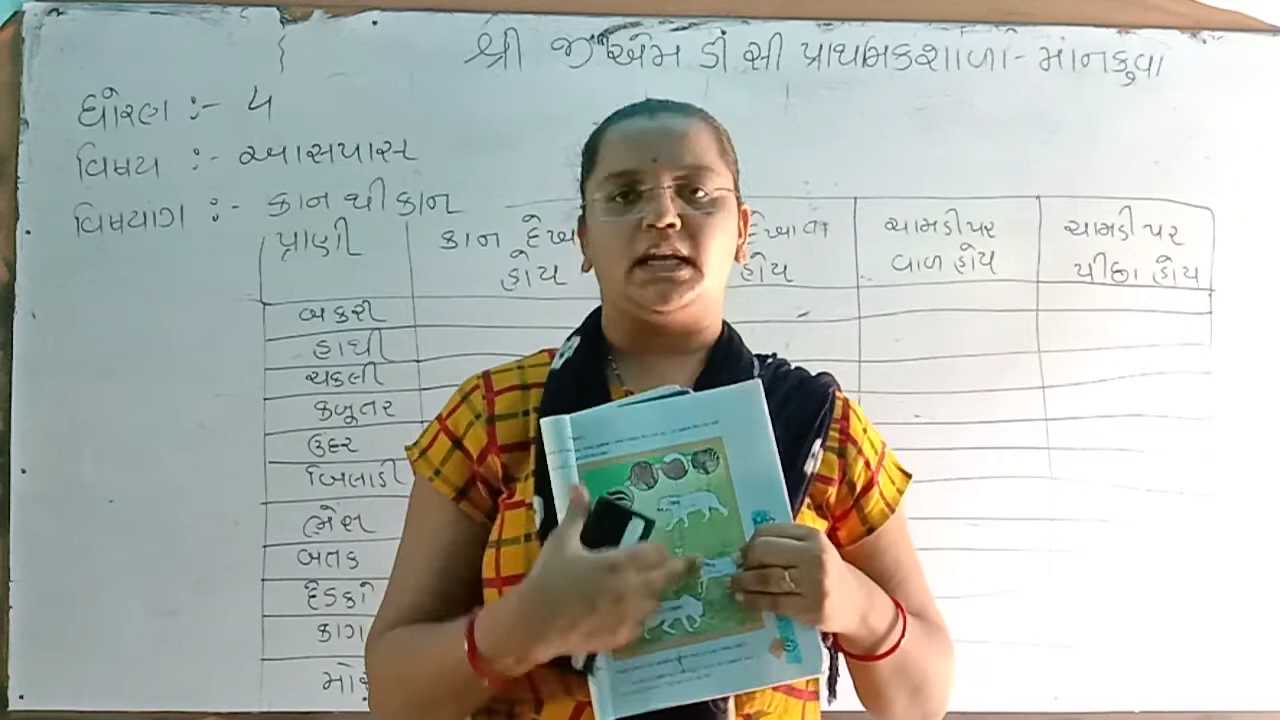 શ્રી જીએમ ડી સી પ્રાથમિકશાળા - માનકુવા
ધોરણ :- ૫
વિષય :- આસપાસ
વિષયાંગ :- કાન થી કાન
પ્રાણી
કાન દેખા
હોય
દેખાતા
હોય
ચામડી પર
વાળ હોય
ચામડી પર
પીછા હોય
બકરી
હાથી
ચકલી
કબૂતર
ઉંદર
બિલાડી
ભેંસ
બતક
દેડકો
કાગ
મો